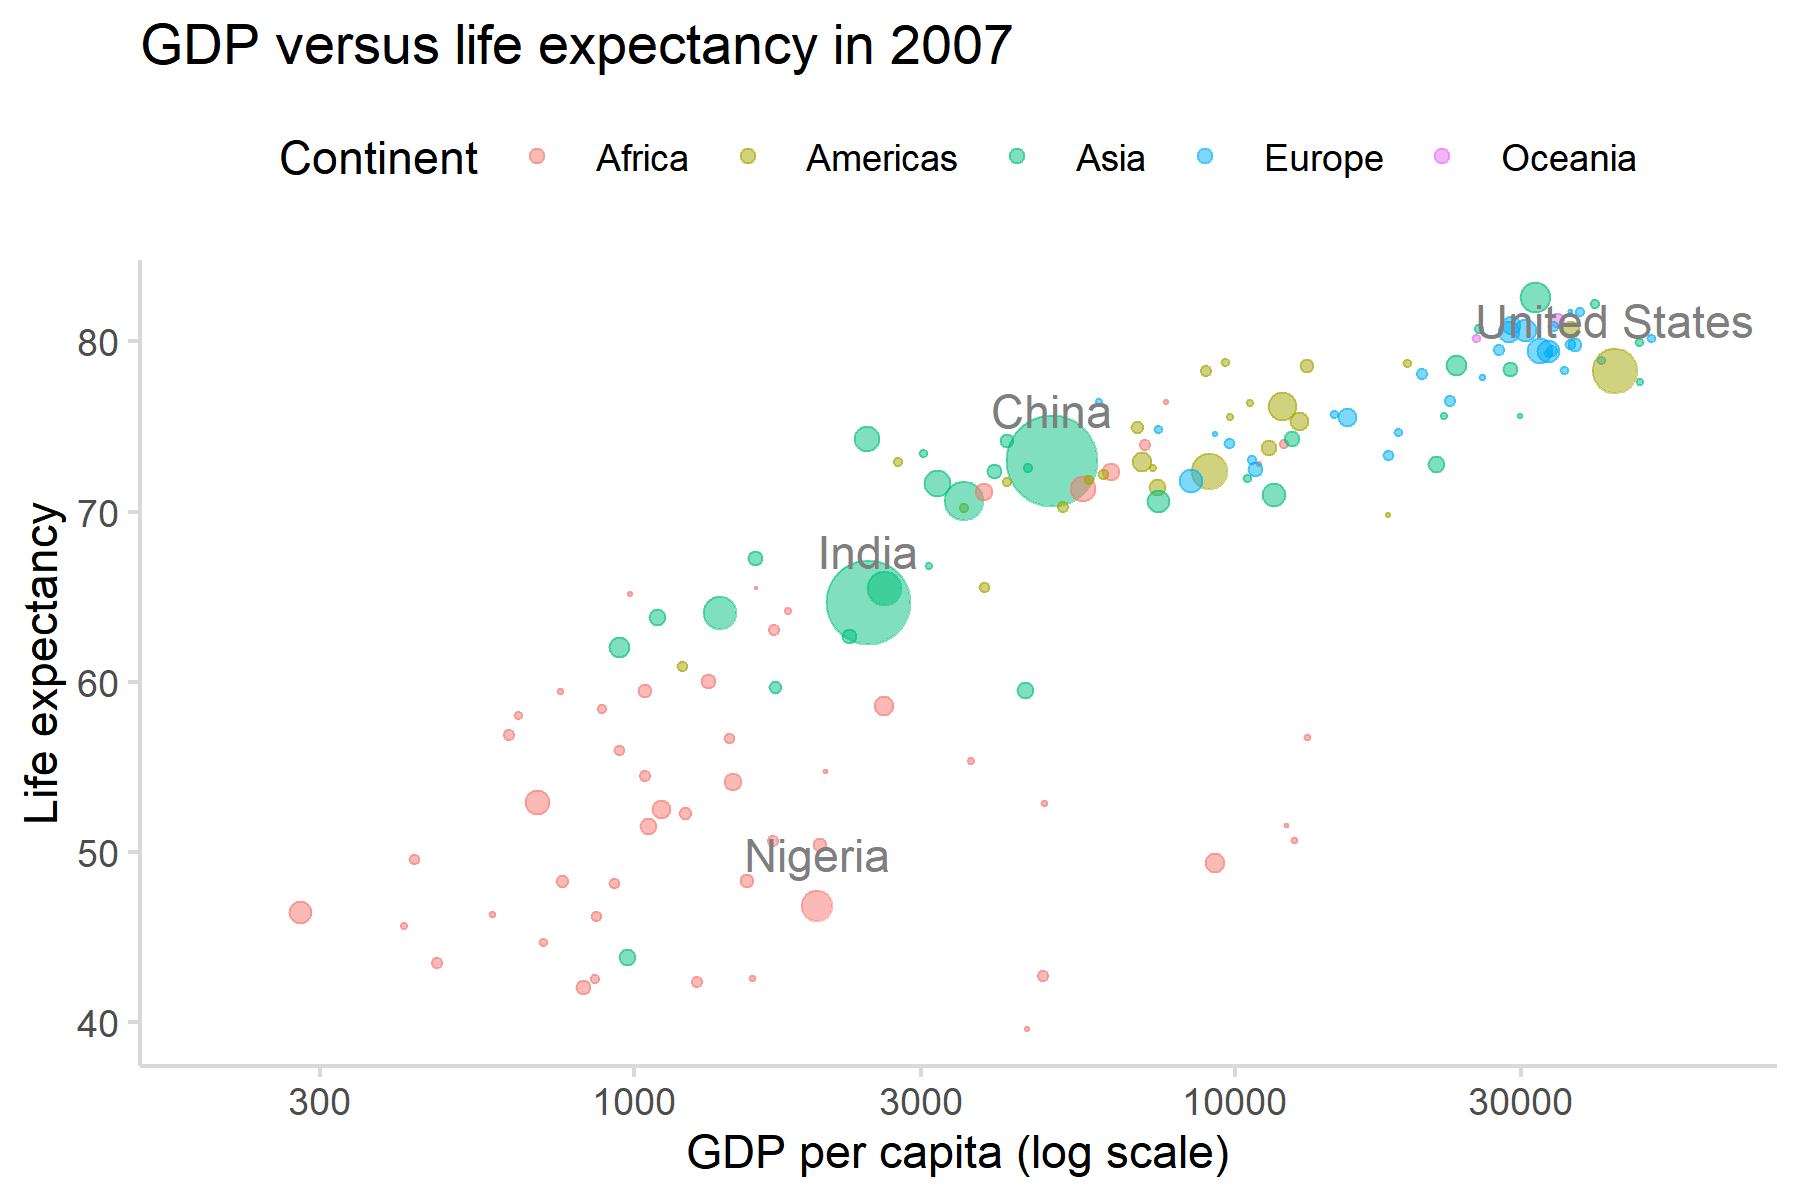 GDP versus life expectancy in 2007
Continent Africa Americas Asia Europe Oceania
80
70
60
50
40
Life expectancy
United States
China
India
Nigeria
300 1000 3000 10000 30000
GDP per capita (log scale)